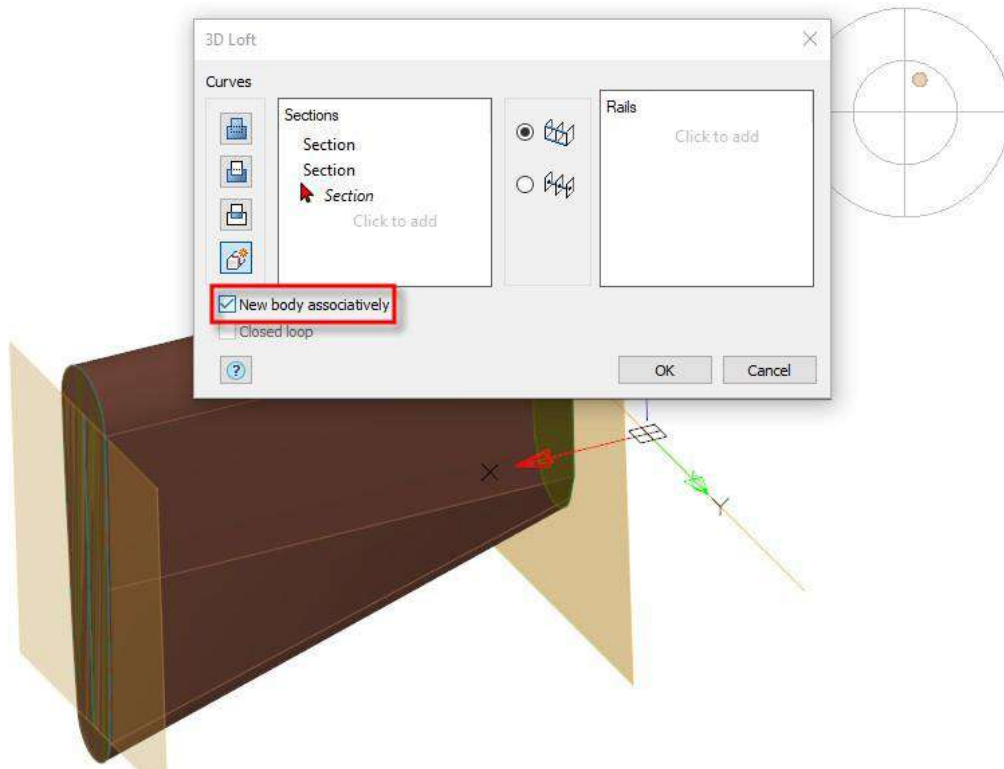 3D Loft
Curves
Sections
Section
Section
Section
Click to add
Rails
Click to add
New body associatively
Closed loop
?
OK
Cancel
X
Y